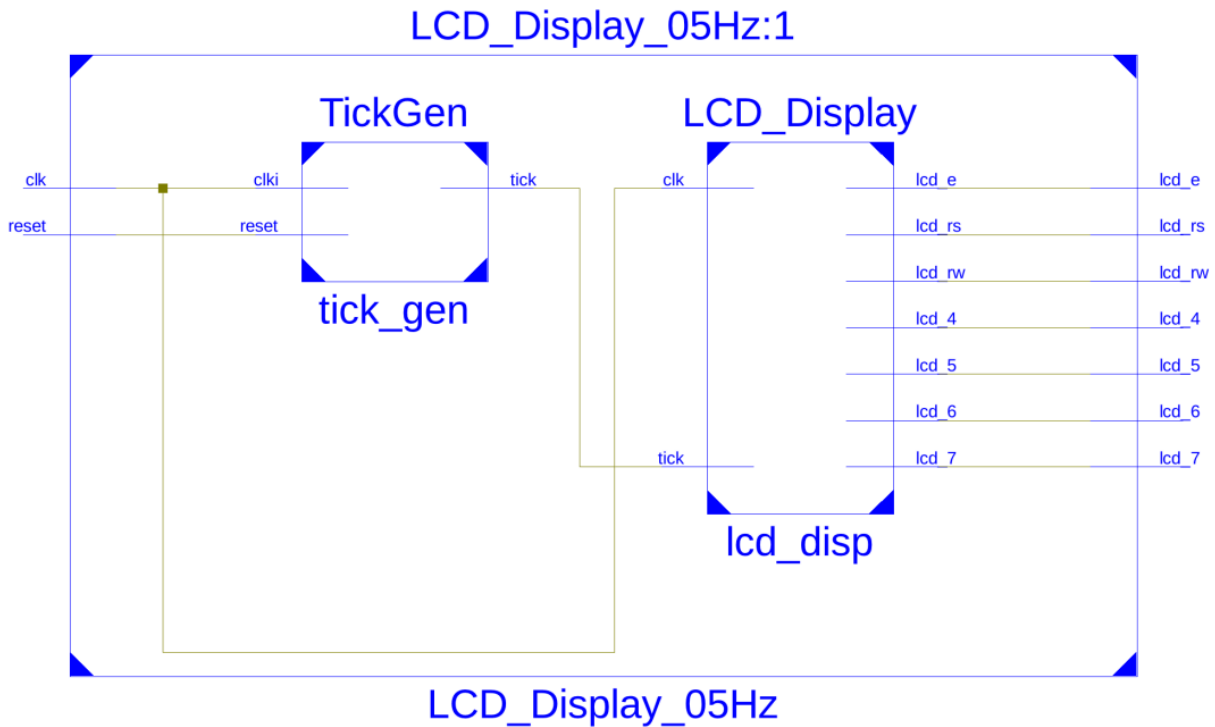 LCD_Display_05Hz:1
TickGen
LCD_Display
clk
clki
tick
clk
lcd_e
lcd_e
reset
reset
lcd_rs
lcd_rs
lcd_rw
lcd_rw
tick_gen
lcd_4
lcd_4
lcd_5
lcd_5
lcd_6
lcd_6
tick
lcd_7
lcd_7
lcd_disp
LCD_Display_05Hz